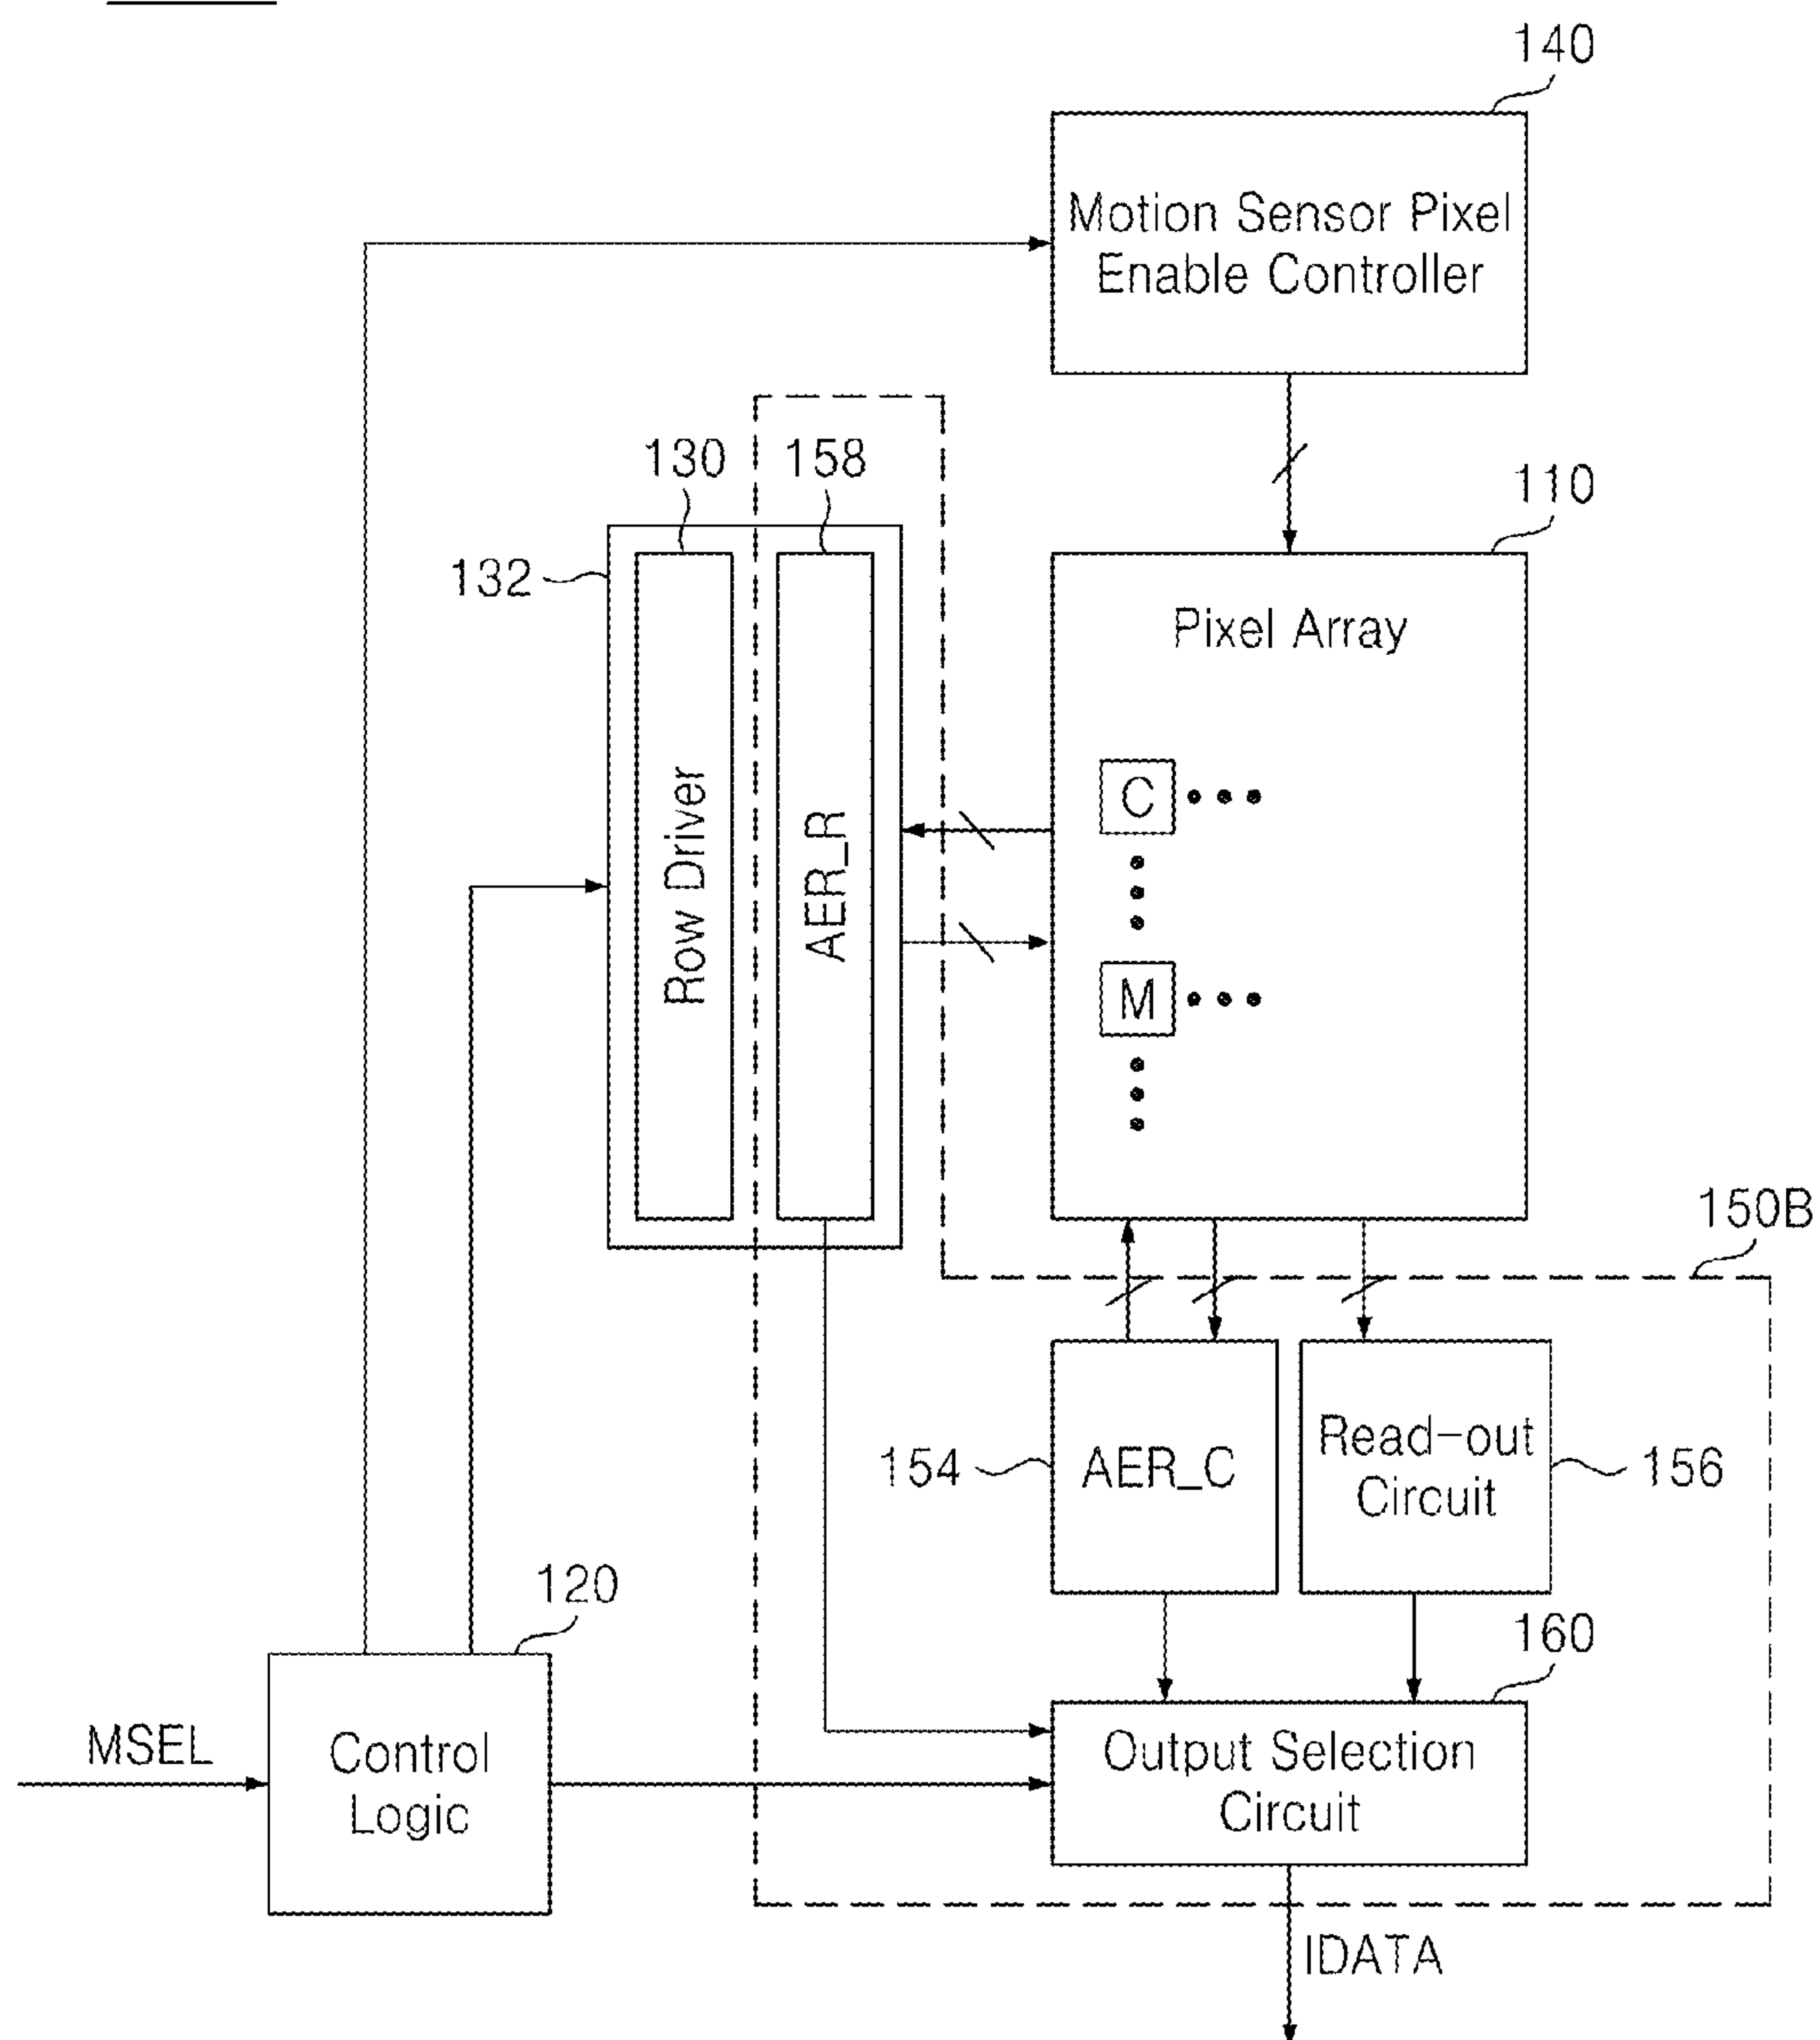 140
Motion Sensor Pixel
Enable Controller
130
158
110
132
Row Driver
AER_R
Pixel Array
C
M
150B
154
AER_C
Read-out
Circuit
156
120
160
MSEL
Control
Logic
Output Selection
Circuit
IDATA